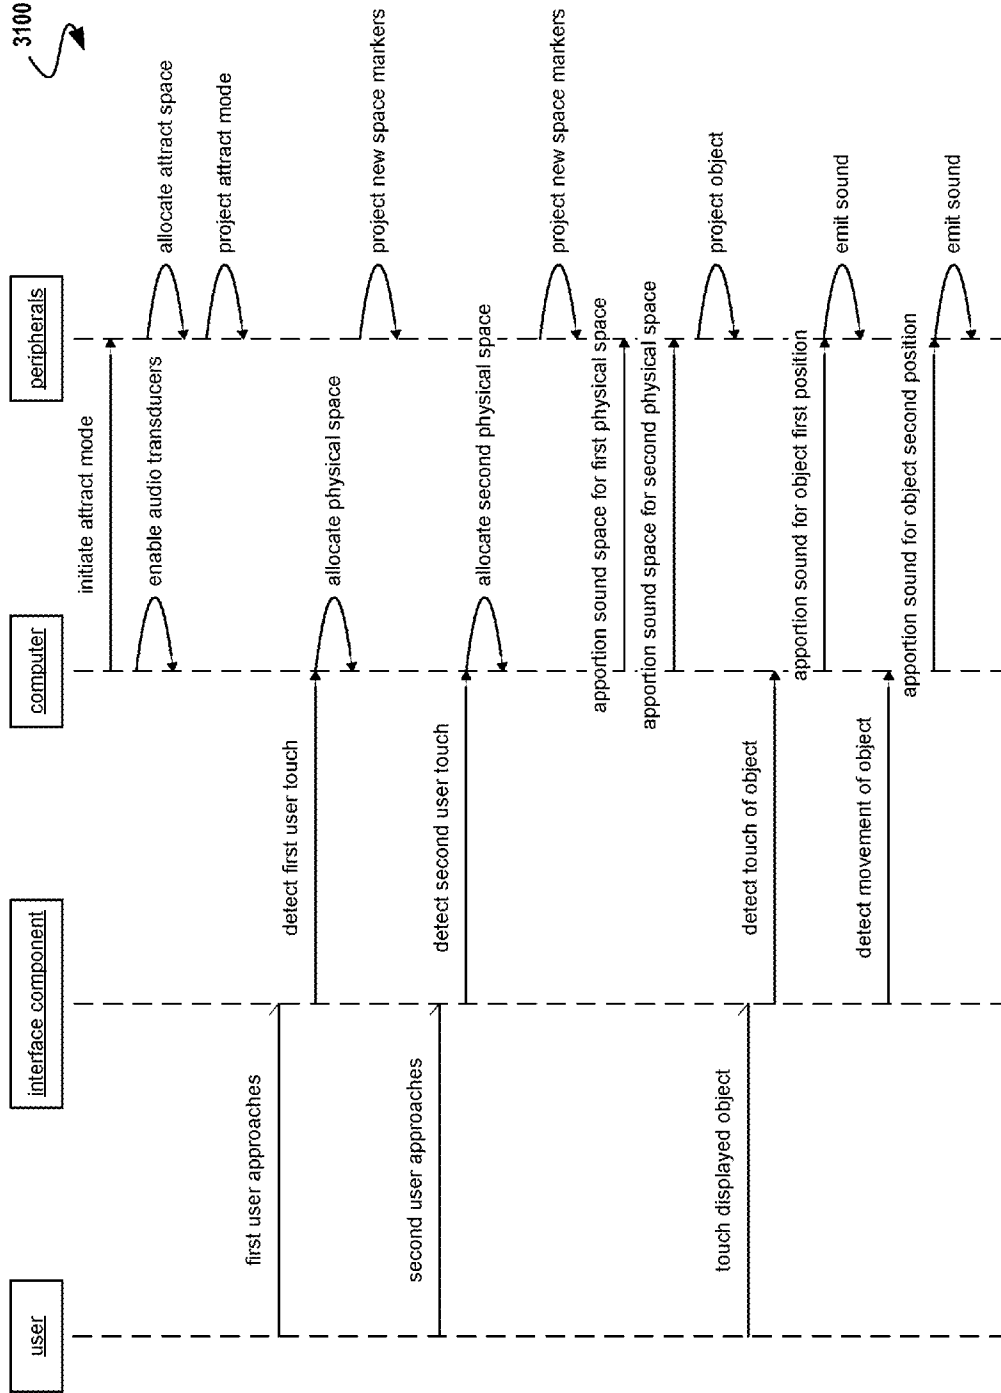 3100
user
interface component
computer
peripherals
initiate attract mode
enable audio transducers
allocate attract space
project attract mode
first user approaches
detect first user touch
allocate physical space
project new space markers
second user approaches
detect second user touch
allocate second physical space
project new space markers
apportion sound space for first physical space
apportion sound space for second physical space
project object
touch displayed object
detect touch of object
apportion sound for object first position
emit sound
detect movement of object
apportion sound for object second position
emit sound